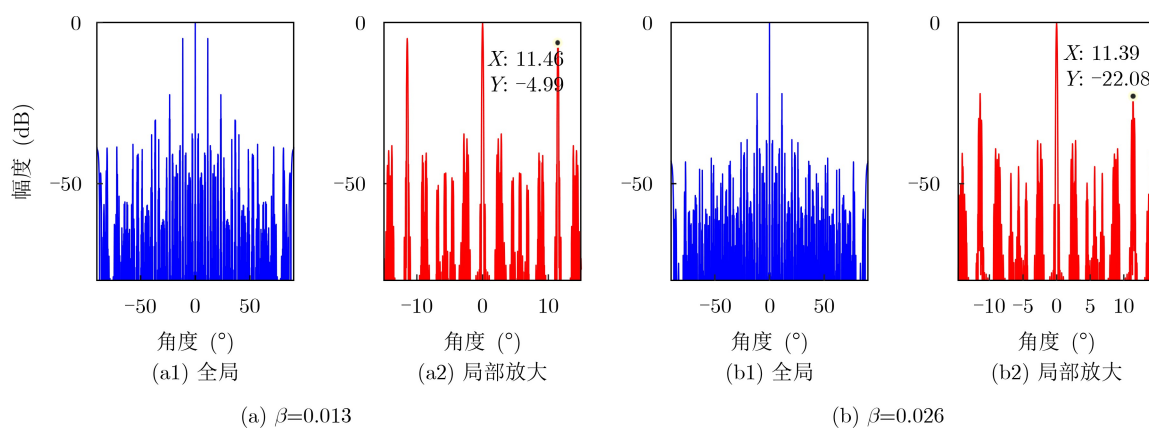 0
0
0
0
X: 11.46
Y: −4.99
X: 11.39
Y: −22.08
幅度 (dB)
−50
−50
−50
−50
−50 0 50
−10 0 10
−50 0 50
−10 −5 0 5 10
角度 (°)
角度 (°)
角度 (°)
角度 (°)
(a1) 全局
(a2) 局部放大
(b1) 全局
(b2) 局部放大
(a) β=0.013
(b) β=0.026